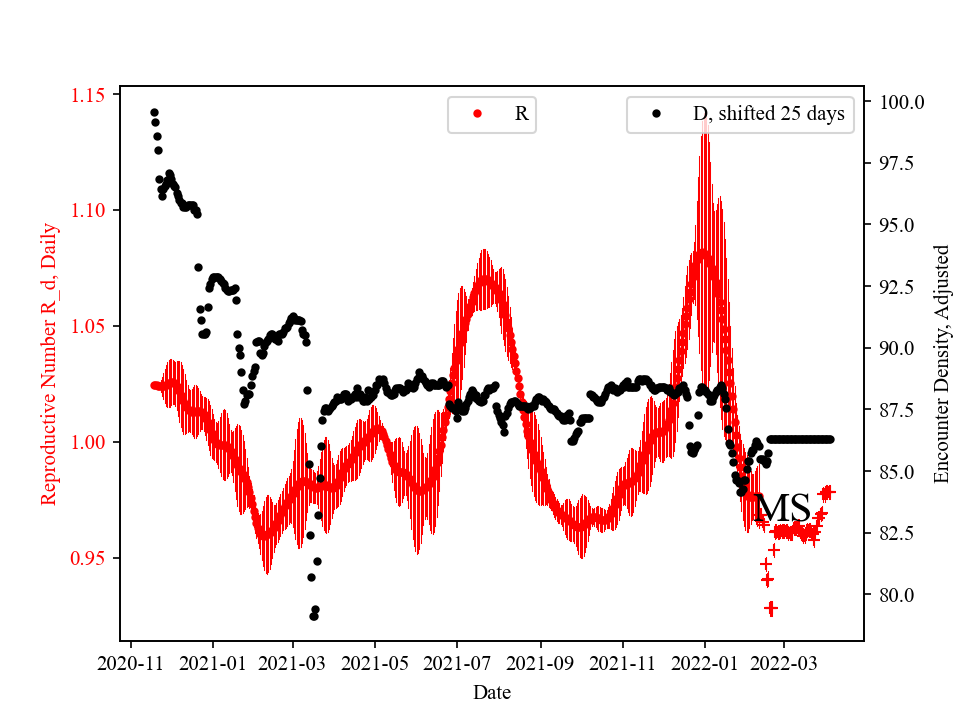 R
D, shifted 25 days
Reproductive Number R_d, Daily
1.15
1.10
1.05
1.00
0.95
100.0
97.5
95.0
92.5
90.0
87.5
85.0
82.5
80.0
Encounter Density, Adjusted
MS
2020-11 2021-01 2021-03 2021-05 2021-07 2021-09 2021-11 2022-01 2022-03
Date